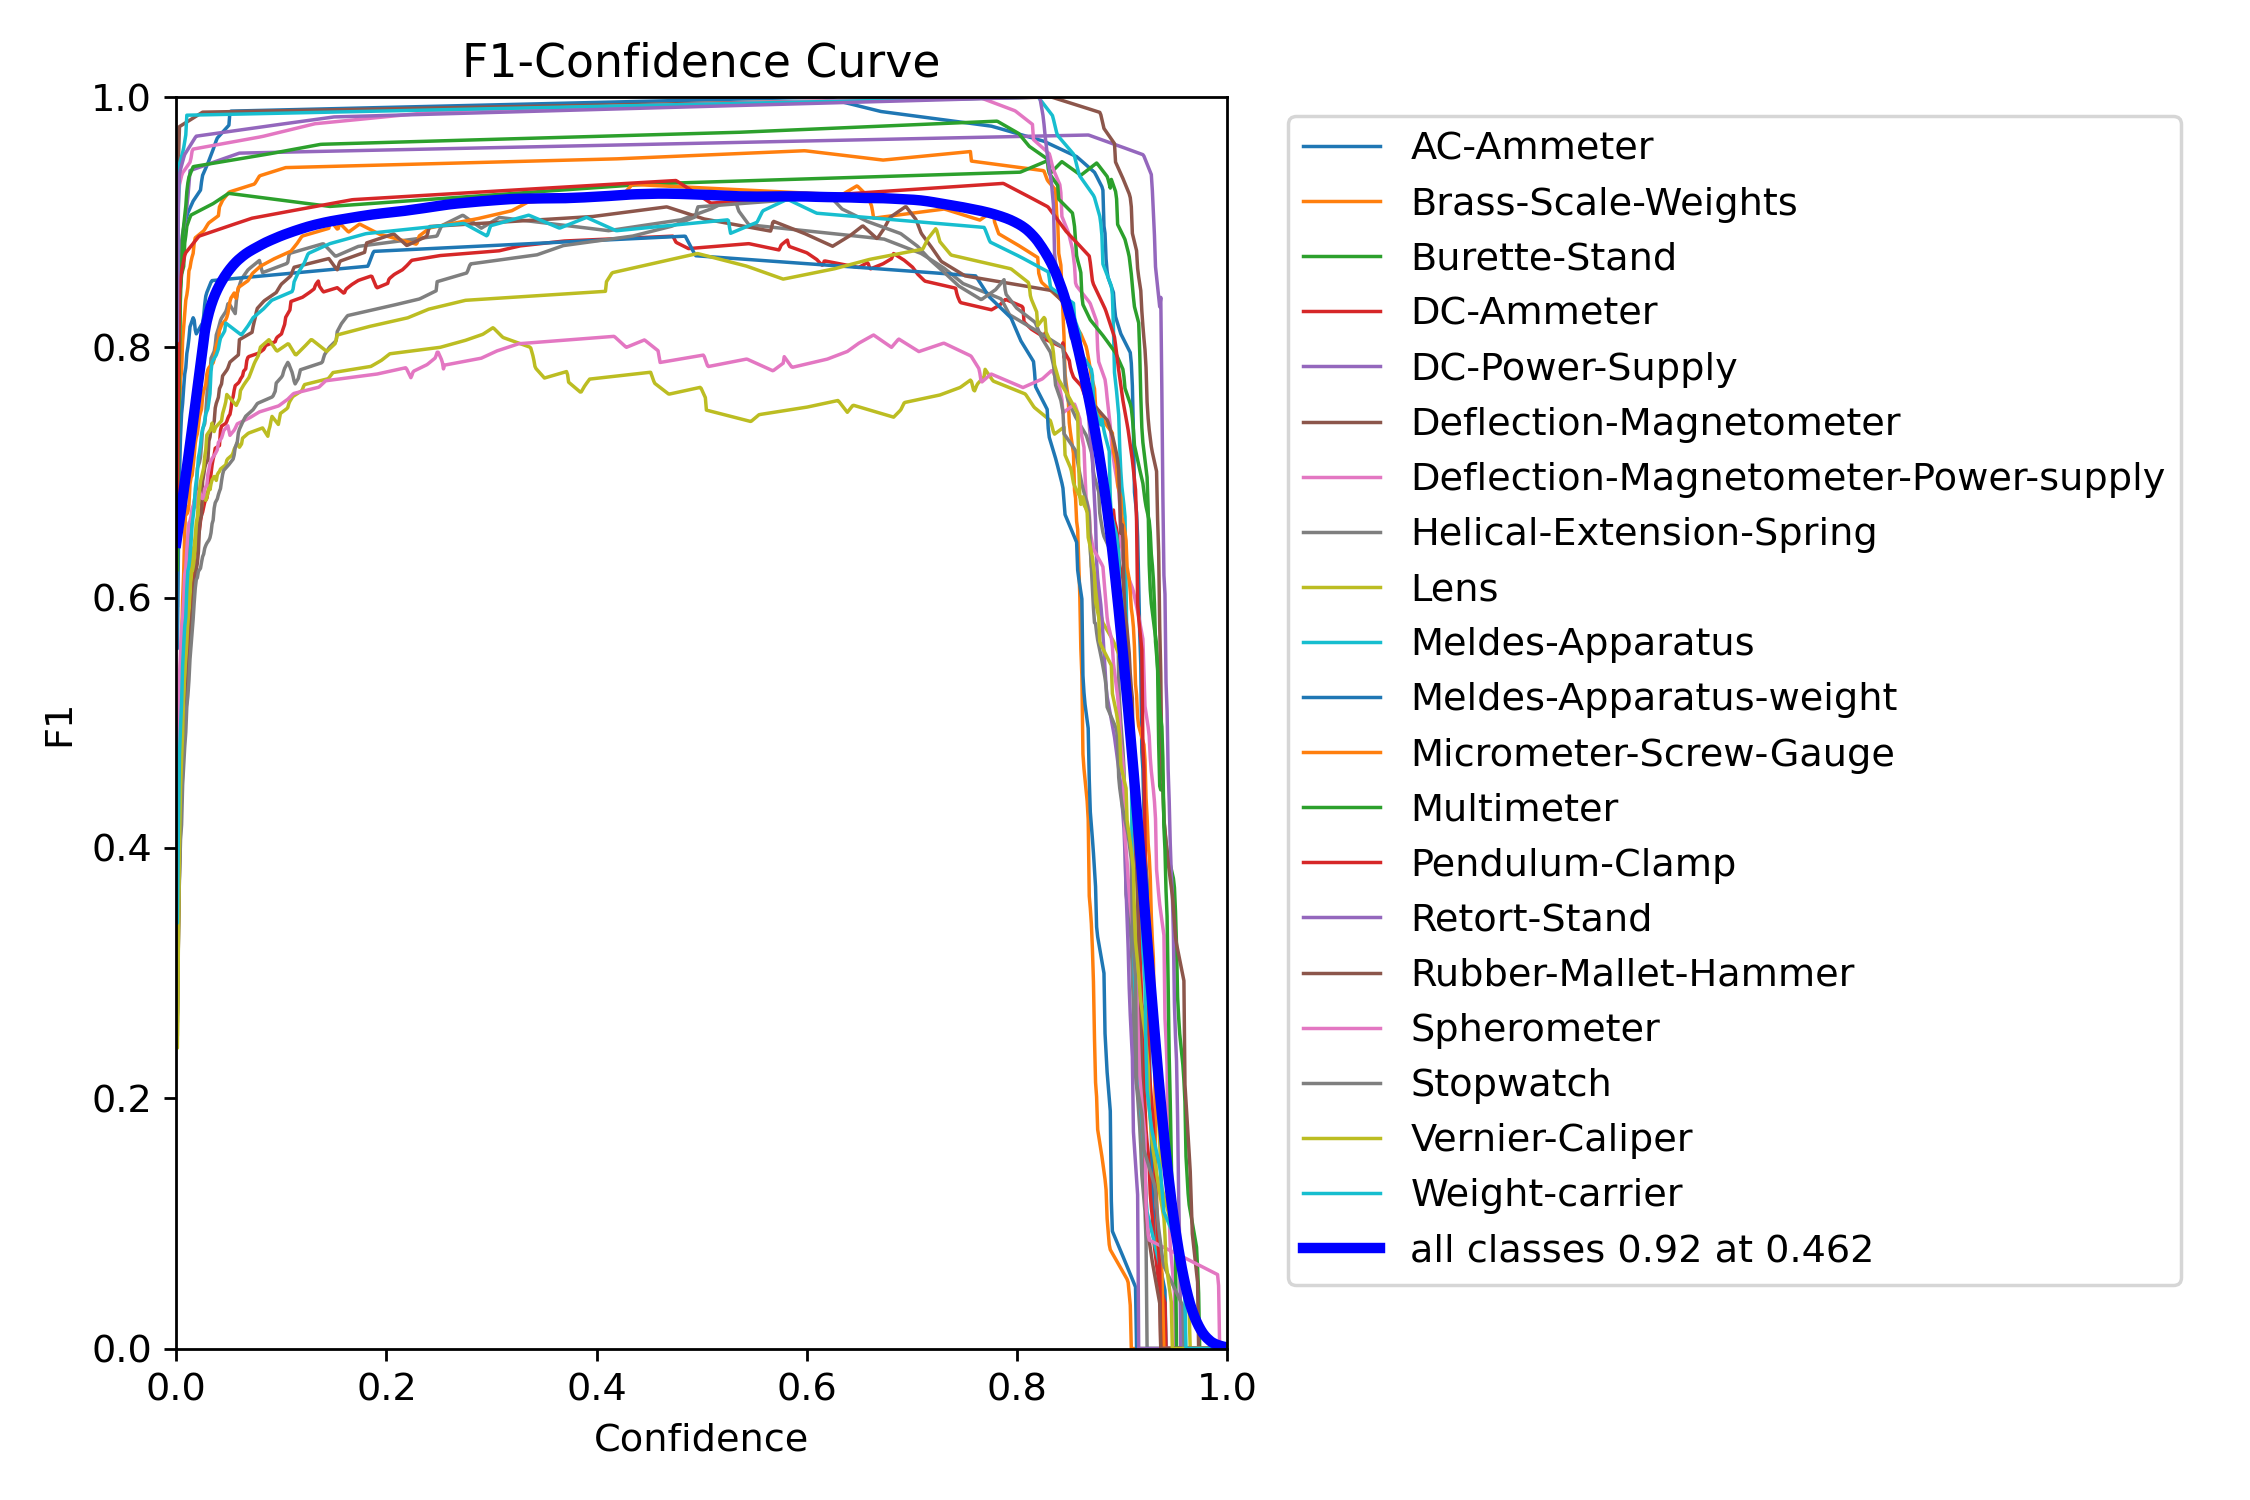 F1-Confidence Curve
1.0
0.8
0.6
0.4
0.2
0.0
F1
0.0 0.2 0.4 0.6 0.8 1.0
Confidence
AC-Ammeter
Brass-Scale-Weights
Burette-Stand
DC-Ammeter
DC-Power-Supply
Deflection-Magnetometer
Deflection-Magnetometer-Power-supply
Helical-Extension-Spring
Lens
Meldes-Apparatus
Meldes-Apparatus-weight
Micrometer-Screw-Gauge
Multimeter
Pendulum-Clamp
Retort-Stand
Rubber-Mallet-Hammer
Spherometer
Stopwatch
Vernier-Caliper
Weight-carrier
all classes 0.92 at 0.462